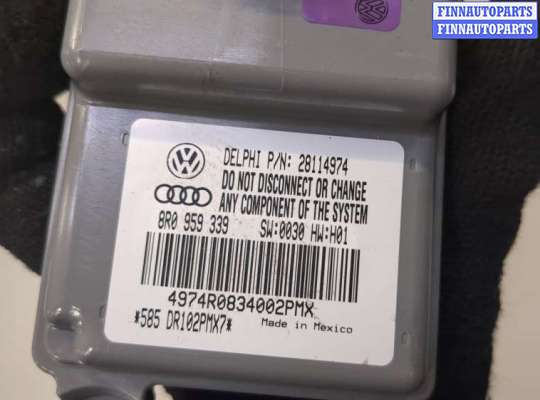 FINNAUTOPARTS
FINNAUTOPARTS
DELPHI P/N: 28114974
DO NOT DISCONNECT OR CHANGE
ANY COMPONENT OF THE SYSTEM
8R0 959 339 SW:0030 HW:H01
4974R0834002PMX
*585 DR102PMX7*
Made in Mexico